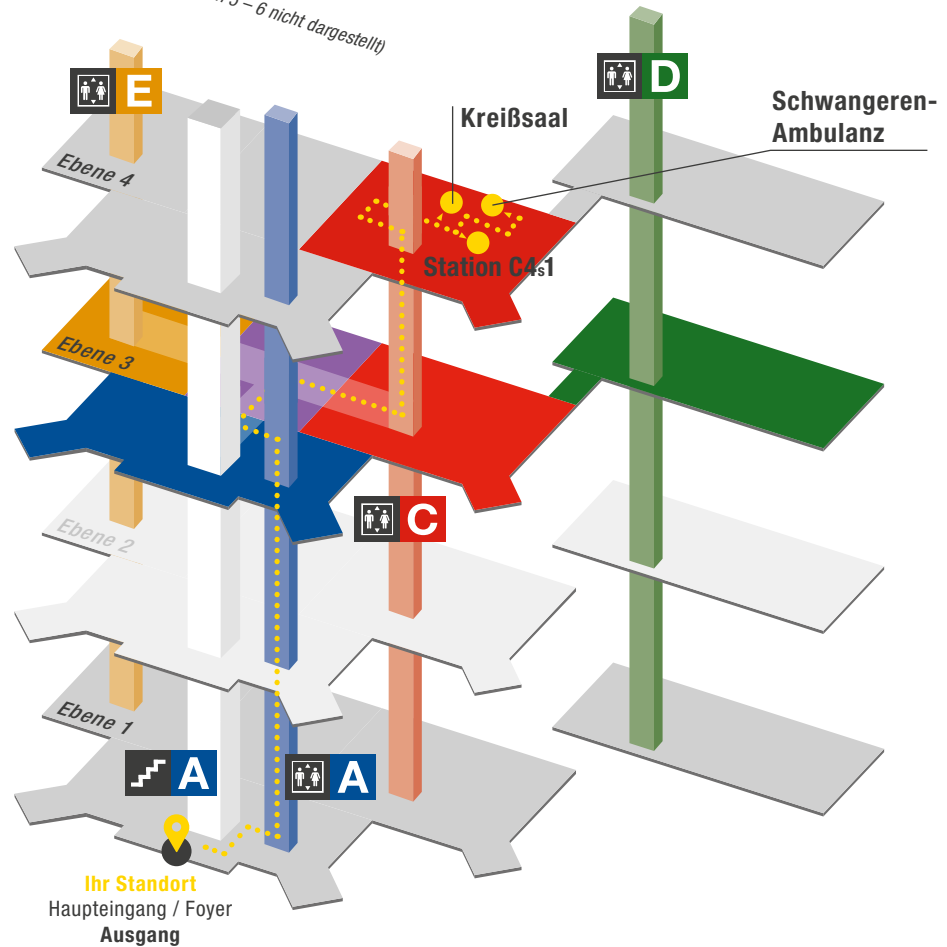 5 – 6 nicht dargestellt)
E
D
Kreißsaal
Schwangeren-
Ambulanz
Ebene 4
Station C4s1
Ebene 3
C
Ebene 2
Ebene 1
A
A
Ihr Standort
Haupteingang / Foyer
Ausgang